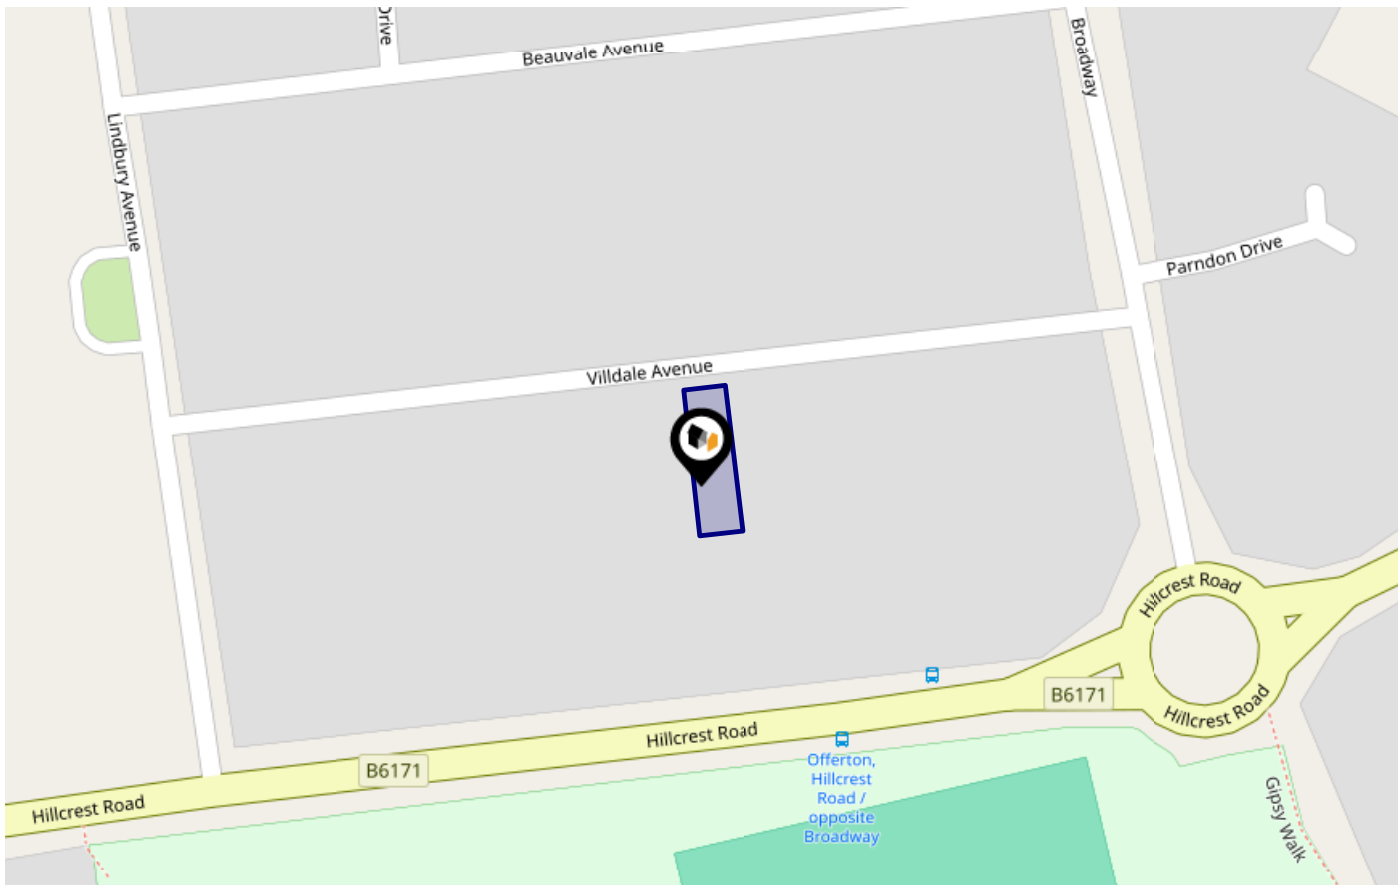 Drive
Beauvale Avenue
Broadway
Lindbury Avenue
Parndon Drive
Villdale Avenue
Hillcrest Road
B6171
Hillcrest Road
Hillcrest Road
B6171
Offerton,
Hillcrest
Road /
opposite
Broadway
Hillcrest Road
Gipsy Walk